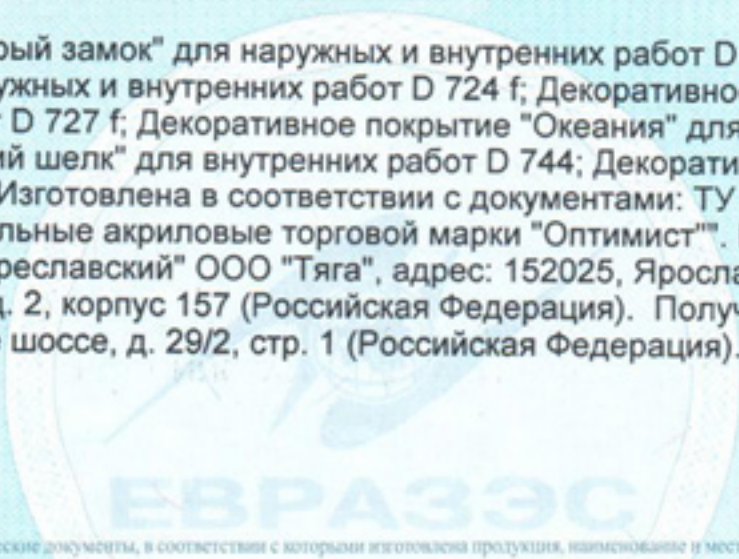 рый замок" для наружных и внутренних работ D
ужных и внутренних работ D 724 f; Декоративно
D 727 f; Декоративное покрытие "Океания" для
ий шелк" для внутренних работ D 744; Декорати
Изготовлена в соответствии с документами: ТУ
льные акриловые торговой марки "Оптимист"".
реславский" ООО "Тяга", адрес: 152025, Яросла
д. 2, корпус 157 (Российская Федерация). Получ
е шоссе, д. 29/2, стр. 1 (Российская Федерация).
ЕВРАЗЭС
еские документы, в соответствии с которыми изготовлена продукция, наименование и мест